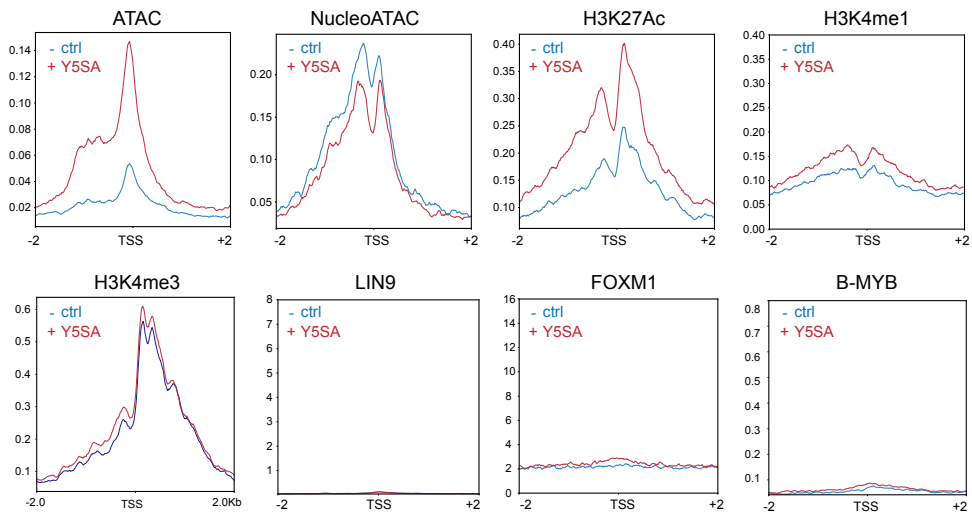 ATAC
NucleoATAC
H3K27Ac
H3K4me1
0.14
0.12
0.10
0.08
0.06
0.04
0.02
- ctrl
+ Y5SA
-2
TSS
+2
0.20
0.15
0.10
0.05
- ctrl
+ Y5SA
-2
TSS
+2
0.40
0.35
0.30
0.25
0.20
0.15
0.10
- ctrl
+ Y5SA
-2
TSS
+2
0.40
0.35
0.30
0.25
0.20
0.15
0.10
0.05
0.00
- ctrl
+ Y5SA
-2
TSS
+2
H3K4me3
LIN9
FOXM1
B-MYB
0.6
0.5
0.4
0.3
0.2
0.1
- ctrl
+ Y5SA
-2.0
TSS
2.0Kb
8
7
6
5
4
3
2
1
- ctrl
+ Y5SA
-2
TSS
+2
16
14
12
10
8
6
4
2
0
- ctrl
+ Y5SA
-2
TSS
+2
0.8
0.7
0.6
0.5
0.4
0.3
0.2
0.1
- ctrl
+ Y5SA
-2
TSS
+2